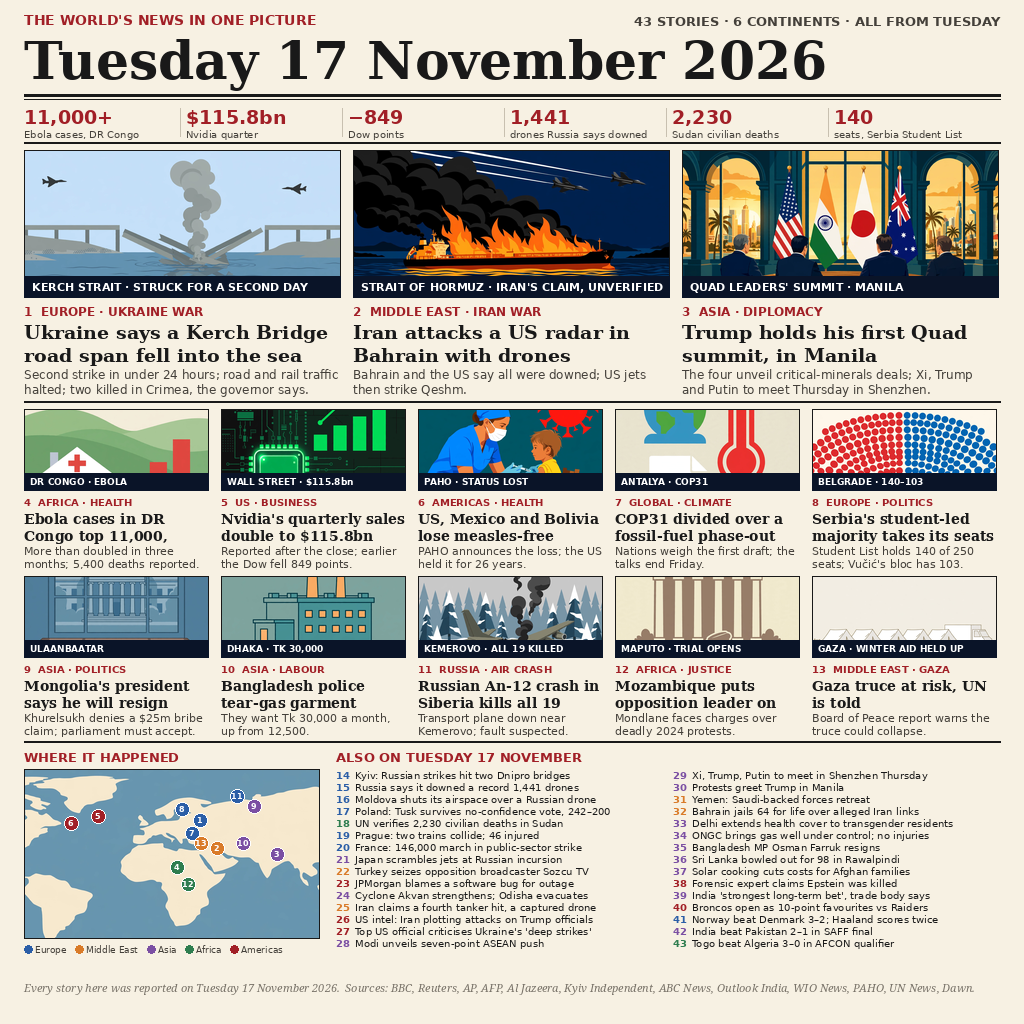 THE WORLD'S NEWS IN ONE PICTURE
43 STORIES · 6 CONTINENTS · ALL FROM TUESDAY
Tuesday 17 November 2026
11,000+
Ebola cases, DR Congo
$115.8bn
Nvidia quarter
−849
Dow points
1,441
drones Russia says downed
2,230
Sudan civilian deaths
140
seats, Serbia Student List
KERCH STRAIT · STRUCK FOR A SECOND DAY
1 EUROPE · UKRAINE WAR
Ukraine says a Kerch Bridge
road span fell into the sea
Second strike in under 24 hours; road and rail traffic
halted; two killed in Crimea, the governor says.
STRAIT OF HORMUZ · IRAN'S CLAIM, UNVERIFIED
2 MIDDLE EAST · IRAN WAR
Iran attacks a US radar in
Bahrain with drones
Bahrain and the US say all were downed; US jets
then strike Qeshm.
QUAD LEADERS' SUMMIT · MANILA
3 ASIA · DIPLOMACY
Trump holds his first Quad
summit, in Manila
The four unveil critical-minerals deals; Xi, Trump
and Putin to meet Thursday in Shenzhen.
DR CONGO · EBOLA
4 AFRICA · HEALTH
Ebola cases in DR
Congo top 11,000,
More than doubled in three
months; 5,400 deaths reported.
WALL STREET · $115.8bn
5 US · BUSINESS
Nvidia's quarterly sales
double to $115.8bn
Reported after the close; earlier
the Dow fell 849 points.
PAHO · STATUS LOST
6 AMERICAS · HEALTH
US, Mexico and Bolivia
lose measles-free
PAHO announces the loss; the US
held it for 26 years.
ANTALYA · COP31
7 GLOBAL · CLIMATE
COP31 divided over a
fossil-fuel phase-out
Nations weigh the first draft; the
talks end Friday.
BELGRADE · 140–103
8 EUROPE · POLITICS
Serbia's student-led
majority takes its seats
Student List holds 140 of 250
seats; Vučić's bloc has 103.
ULAANBAATAR
9 ASIA · POLITICS
Mongolia's president
says he will resign
Khurelsukh denies a $25m bribe
claim; parliament must accept.
DHAKA · TK 30,000
10 ASIA · LABOUR
Bangladesh police
tear-gas garment
They want Tk 30,000 a month,
up from 12,500.
KEMEROVO · ALL 19 KILLED
11 RUSSIA · AIR CRASH
Russian An-12 crash in
Siberia kills all 19
Transport plane down near
Kemerovo; fault suspected.
MAPUTO · TRIAL OPENS
12 AFRICA · JUSTICE
Mozambique puts
opposition leader on
Mondlane faces charges over
deadly 2024 protests.
GAZA · WINTER AID HELD UP
13 MIDDLE EAST · GAZA
Gaza truce at risk, UN
is told
Board of Peace report warns the
truce could collapse.
WHERE IT HAPPENED
11
9
8
1
5
6
7
13
2
10
3
4
12
Europe
Middle East
Asia
Africa
Americas
ALSO ON TUESDAY 17 NOVEMBER
14 Kyiv: Russian strikes hit two Dnipro bridges
15 Russia says it downed a record 1,441 drones
16 Moldova shuts its airspace over a Russian drone
17 Poland: Tusk survives no-confidence vote, 242–200
18 UN verifies 2,230 civilian deaths in Sudan
19 Prague: two trains collide; 46 injured
20 France: 146,000 march in public-sector strike
21 Japan scrambles jets at Russian incursion
22 Turkey seizes opposition broadcaster Sozcu TV
23 JPMorgan blames a software bug for outage
24 Cyclone Akvan strengthens; Odisha evacuates
25 Iran claims a fourth tanker hit, a captured drone
26 US intel: Iran plotting attacks on Trump officials
27 Top US official criticises Ukraine's 'deep strikes'
28 Modi unveils seven-point ASEAN push
29 Xi, Trump, Putin to meet in Shenzhen Thursday
30 Protests greet Trump in Manila
31 Yemen: Saudi-backed forces retreat
32 Bahrain jails 64 for life over alleged Iran links
33 Delhi extends health cover to transgender residents
34 ONGC brings gas well under control; no injuries
35 Bangladesh MP Osman Farruk resigns
36 Sri Lanka bowled out for 98 in Rawalpindi
37 Solar cooking cuts costs for Afghan families
38 Forensic expert claims Epstein was killed
39 India 'strongest long-term bet', trade body says
40 Broncos open as 10-point favourites vs Raiders
41 Norway beat Denmark 3–2; Haaland scores twice
42 India beat Pakistan 2–1 in SAFF final
43 Togo beat Algeria 3–0 in AFCON qualifier
Every story here was reported on Tuesday 17 November 2026. Sources: BBC, Reuters, AP, AFP, Al Jazeera, Kyiv Independent, ABC News, Outlook India, WIO News, PAHO, UN News, Dawn.